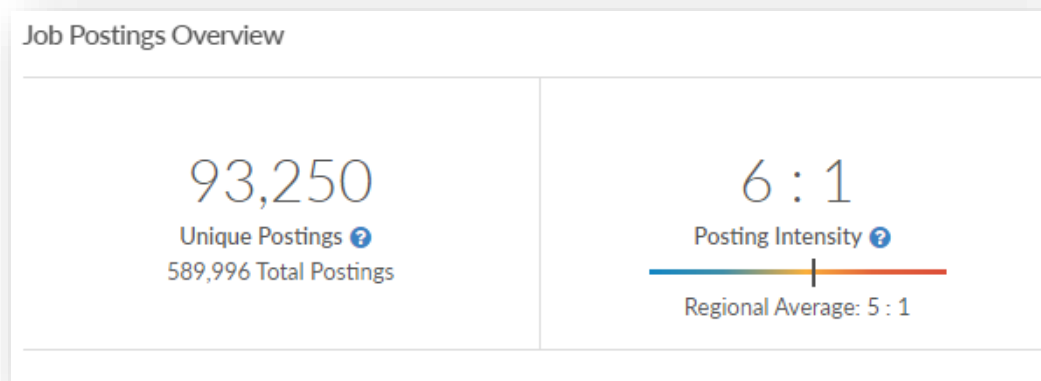 Job Postings Overview
93,250
Unique Postings ?
589,996 Total Postings
6 : 1
Posting Intensity ?
Regional Average: 5 : 1